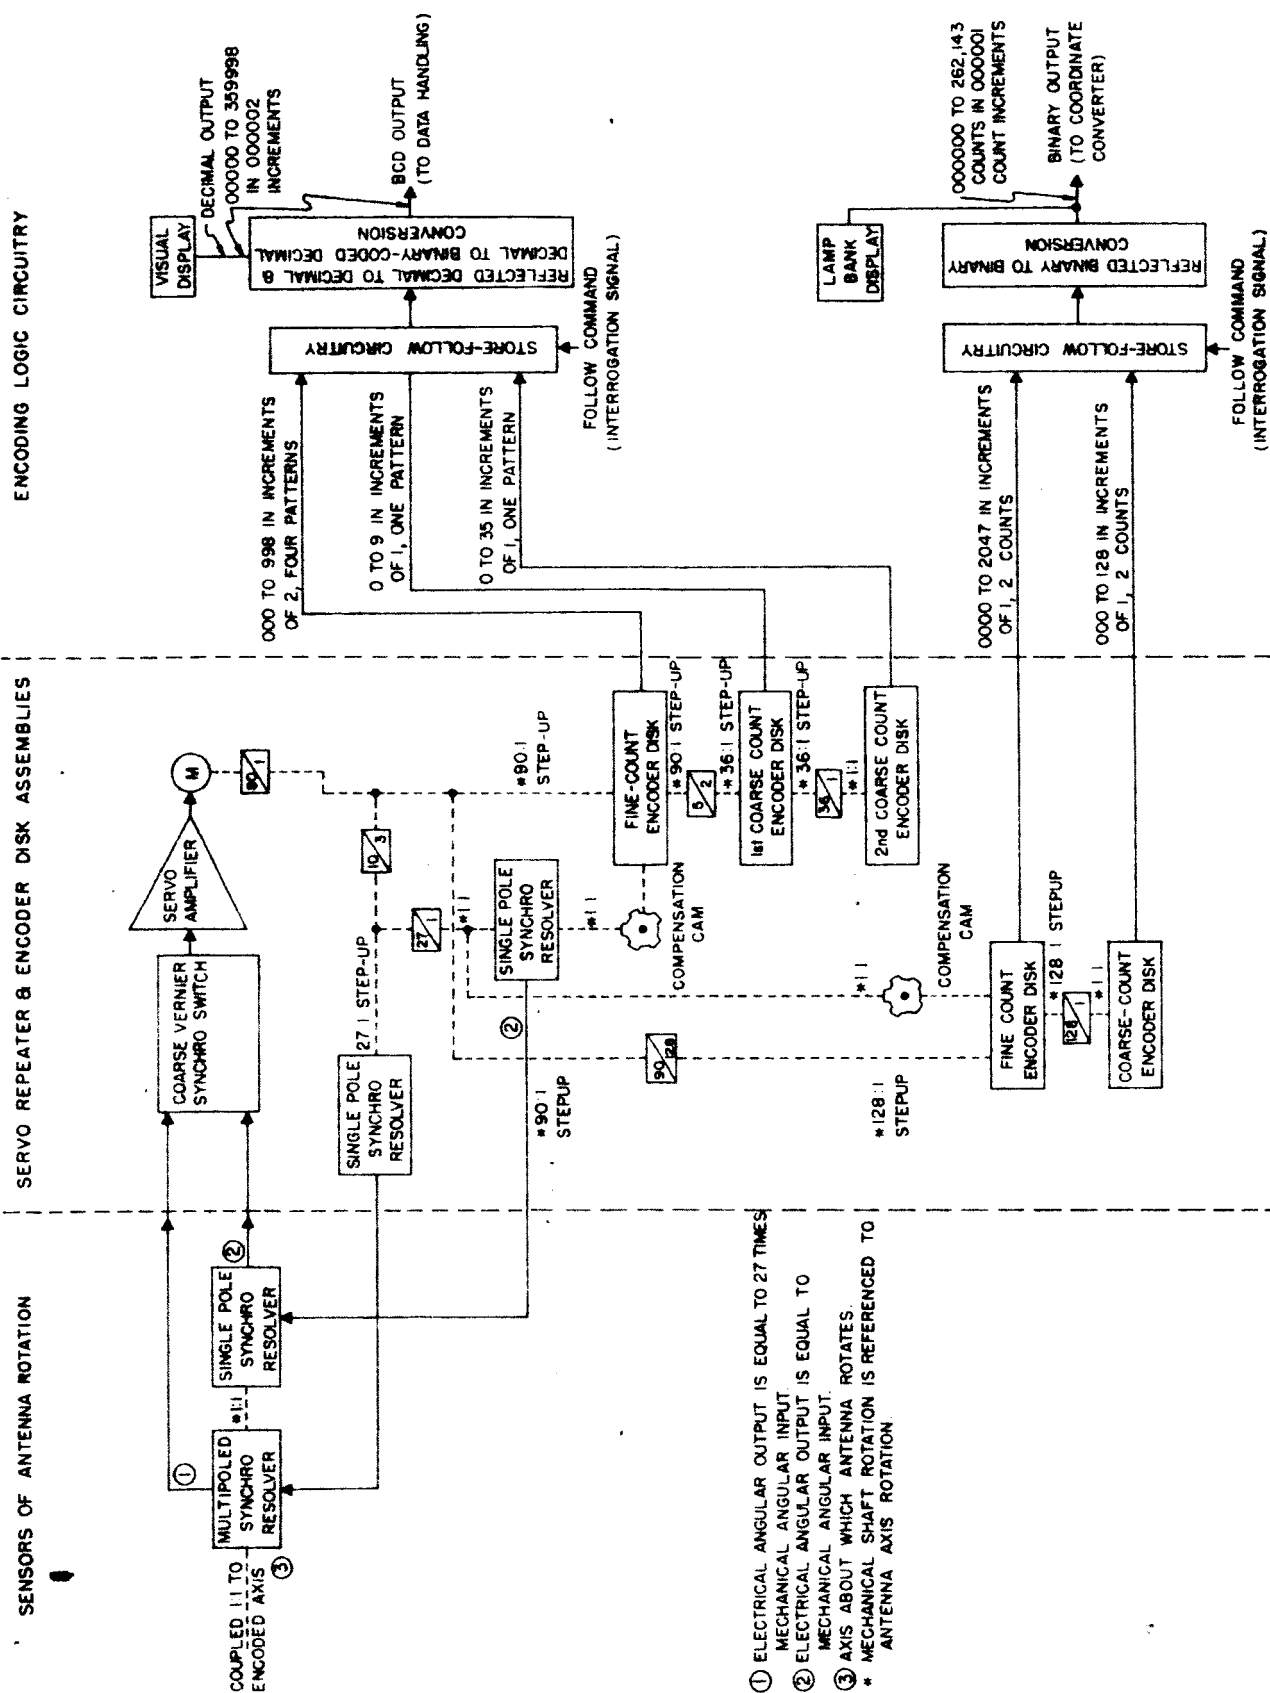 SENSORS OF ANTENNA ROTATION
SERVO REPEATER & ENCODER DISK ASSEMBLIES
ENCODING LOGIC CIRCUITRY
COUPLED 1:1 TO
ENCODED AXIS
③
MULTIPOLED
SYNCHRO
RESOLVER
①
*1:1
SINGLE POLE
SYNCHRO
RESOLVER
②
COARSE VERNIER
SYNCHRO SWITCH
SERVO
AMPLIFIER
M
80/1
SINGLE POLE
SYNCHRO
RESOLVER
27:1 STEP-UP
10/3
27/1
*1:1
*90:1
STEP-UP
SINGLE POLE
SYNCHRO
RESOLVER
②
*1:1
COMPENSATION
CAM
*90:1
STEPUP
FINE-COUNT
ENCODER DISK
*90:1 STEP-UP
5/2
*36:1 STEP-UP
1st COARSE COUNT
ENCODER DISK
*36:1 STEP-UP
36/1
*1:1
2nd COARSE COUNT
ENCODER DISK
90/128
*128:1
STEPUP
*1:1
COMPENSATION
CAM
FINE COUNT
ENCODER DISK
*128:1 STEPUP
128/1
*1:1
COARSE-COUNT
ENCODER DISK
000 TO 998 IN INCREMENTS
OF 2, FOUR PATTERNS
0 TO 9 IN INCREMENTS
OF 1, ONE PATTERN
0 TO 35 IN INCREMENTS
OF 1, ONE PATTERN
STORE-FOLLOW CIRCUITRY
FOLLOW COMMAND
(INTERROGATION SIGNAL)
REFLECTED DECIMAL TO DECIMAL &
DECIMAL TO BINARY-CODED DECIMAL
CONVERSION
VISUAL
DISPLAY
DECIMAL OUTPUT
00000 TO 359998
IN 000002
INCREMENTS
BCD OUTPUT
(TO DATA HANDLING)
0000 TO 2047 IN INCREMENTS
OF 1, 2 COUNTS
000 TO 128 IN INCREMENTS
OF 1, 2 COUNTS
STORE-FOLLOW CIRCUITRY
FOLLOW COMMAND
(INTERROGATION SIGNAL)
REFLECTED BINARY TO BINARY
CONVERSION
LAMP
BANK
DISPLAY
000000 TO 262,143
COUNTS IN 000001
COUNT INCREMENTS
BINARY OUTPUT
(TO COORDINATE
CONVERTER)
① ELECTRICAL ANGULAR OUTPUT IS EQUAL TO 27 TIMES
MECHANICAL ANGULAR INPUT.
② ELECTRICAL ANGULAR OUTPUT IS EQUAL TO
MECHANICAL ANGULAR INPUT.
③ AXIS ABOUT WHICH ANTENNA ROTATES.
* MECHANICAL SHAFT ROTATION IS REFERENCED TO
ANTENNA AXIS ROTATION.